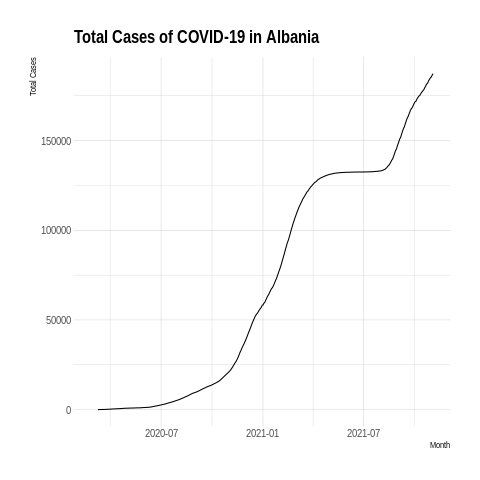 Total Cases of COVID-19 in Albania
Total Cases
150000
100000
50000
0
2020-07 2021-01 2021-07
Month